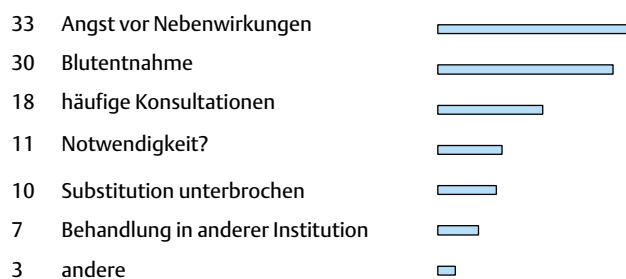 33 Angst vor Nebenwirkungen
30 Blutentnahme
18 häufige Konsultationen
11 Notwendigkeit?
10 Substitution unterbrochen
7 Behandlung in anderer Institution
3 andere